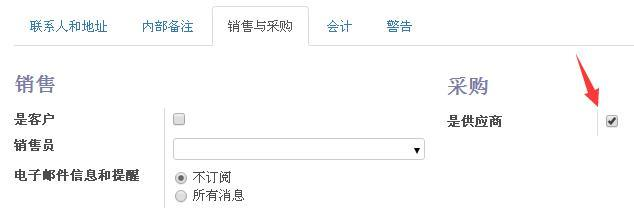 联系人和地址 内部备注 销售与采购 会计 警告
销售 采购
是客户 是供应商
销售员
电子邮件信息和提醒 不订阅
所有消息